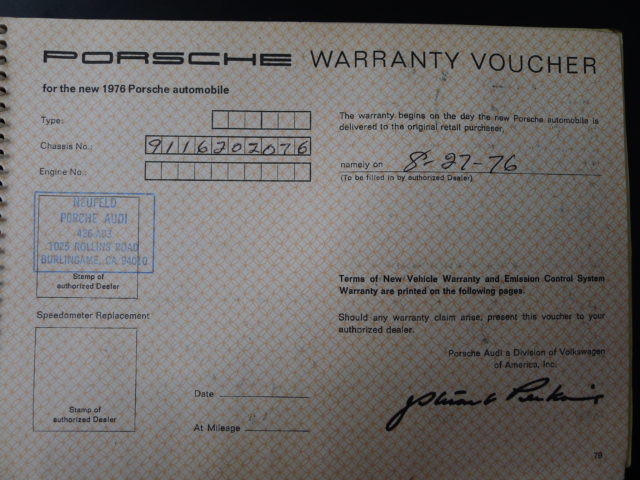 PORSCHE WARRANTY VOUCHER
for the new 1976 Porsche automobile
Type:
Chassis No.: 9116202076
Engine No.:
The warranty begins on the day the new Porsche automobile is
delivered to the original retail purchaser,
namely on 8-27-76
(To be filled in by authorized Dealer)
NEUFELD
PORCHE AUDI
426 A03
1025 ROLLINS ROAD
BURLINGAME, CA 94010
Stamp of
authorized Dealer
Terms of New Vehicle Warranty and Emission Control System
Warranty are printed on the following pages.
Should any warranty claim arise, present this voucher to your
authorized dealer.
Speedometer Replacement
Stamp of
authorized Dealer
Date
At Mileage
Porsche Audi a Division of Volkswagen
of America, Inc.
79